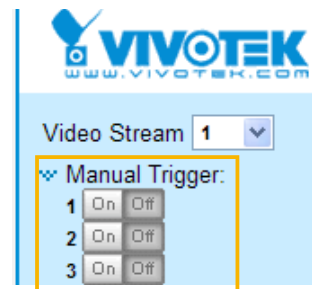 VIVOTEK
www.vivotek.com
Video Stream 1
Manual Trigger:
1 On Off
2 On Off
3 On Off